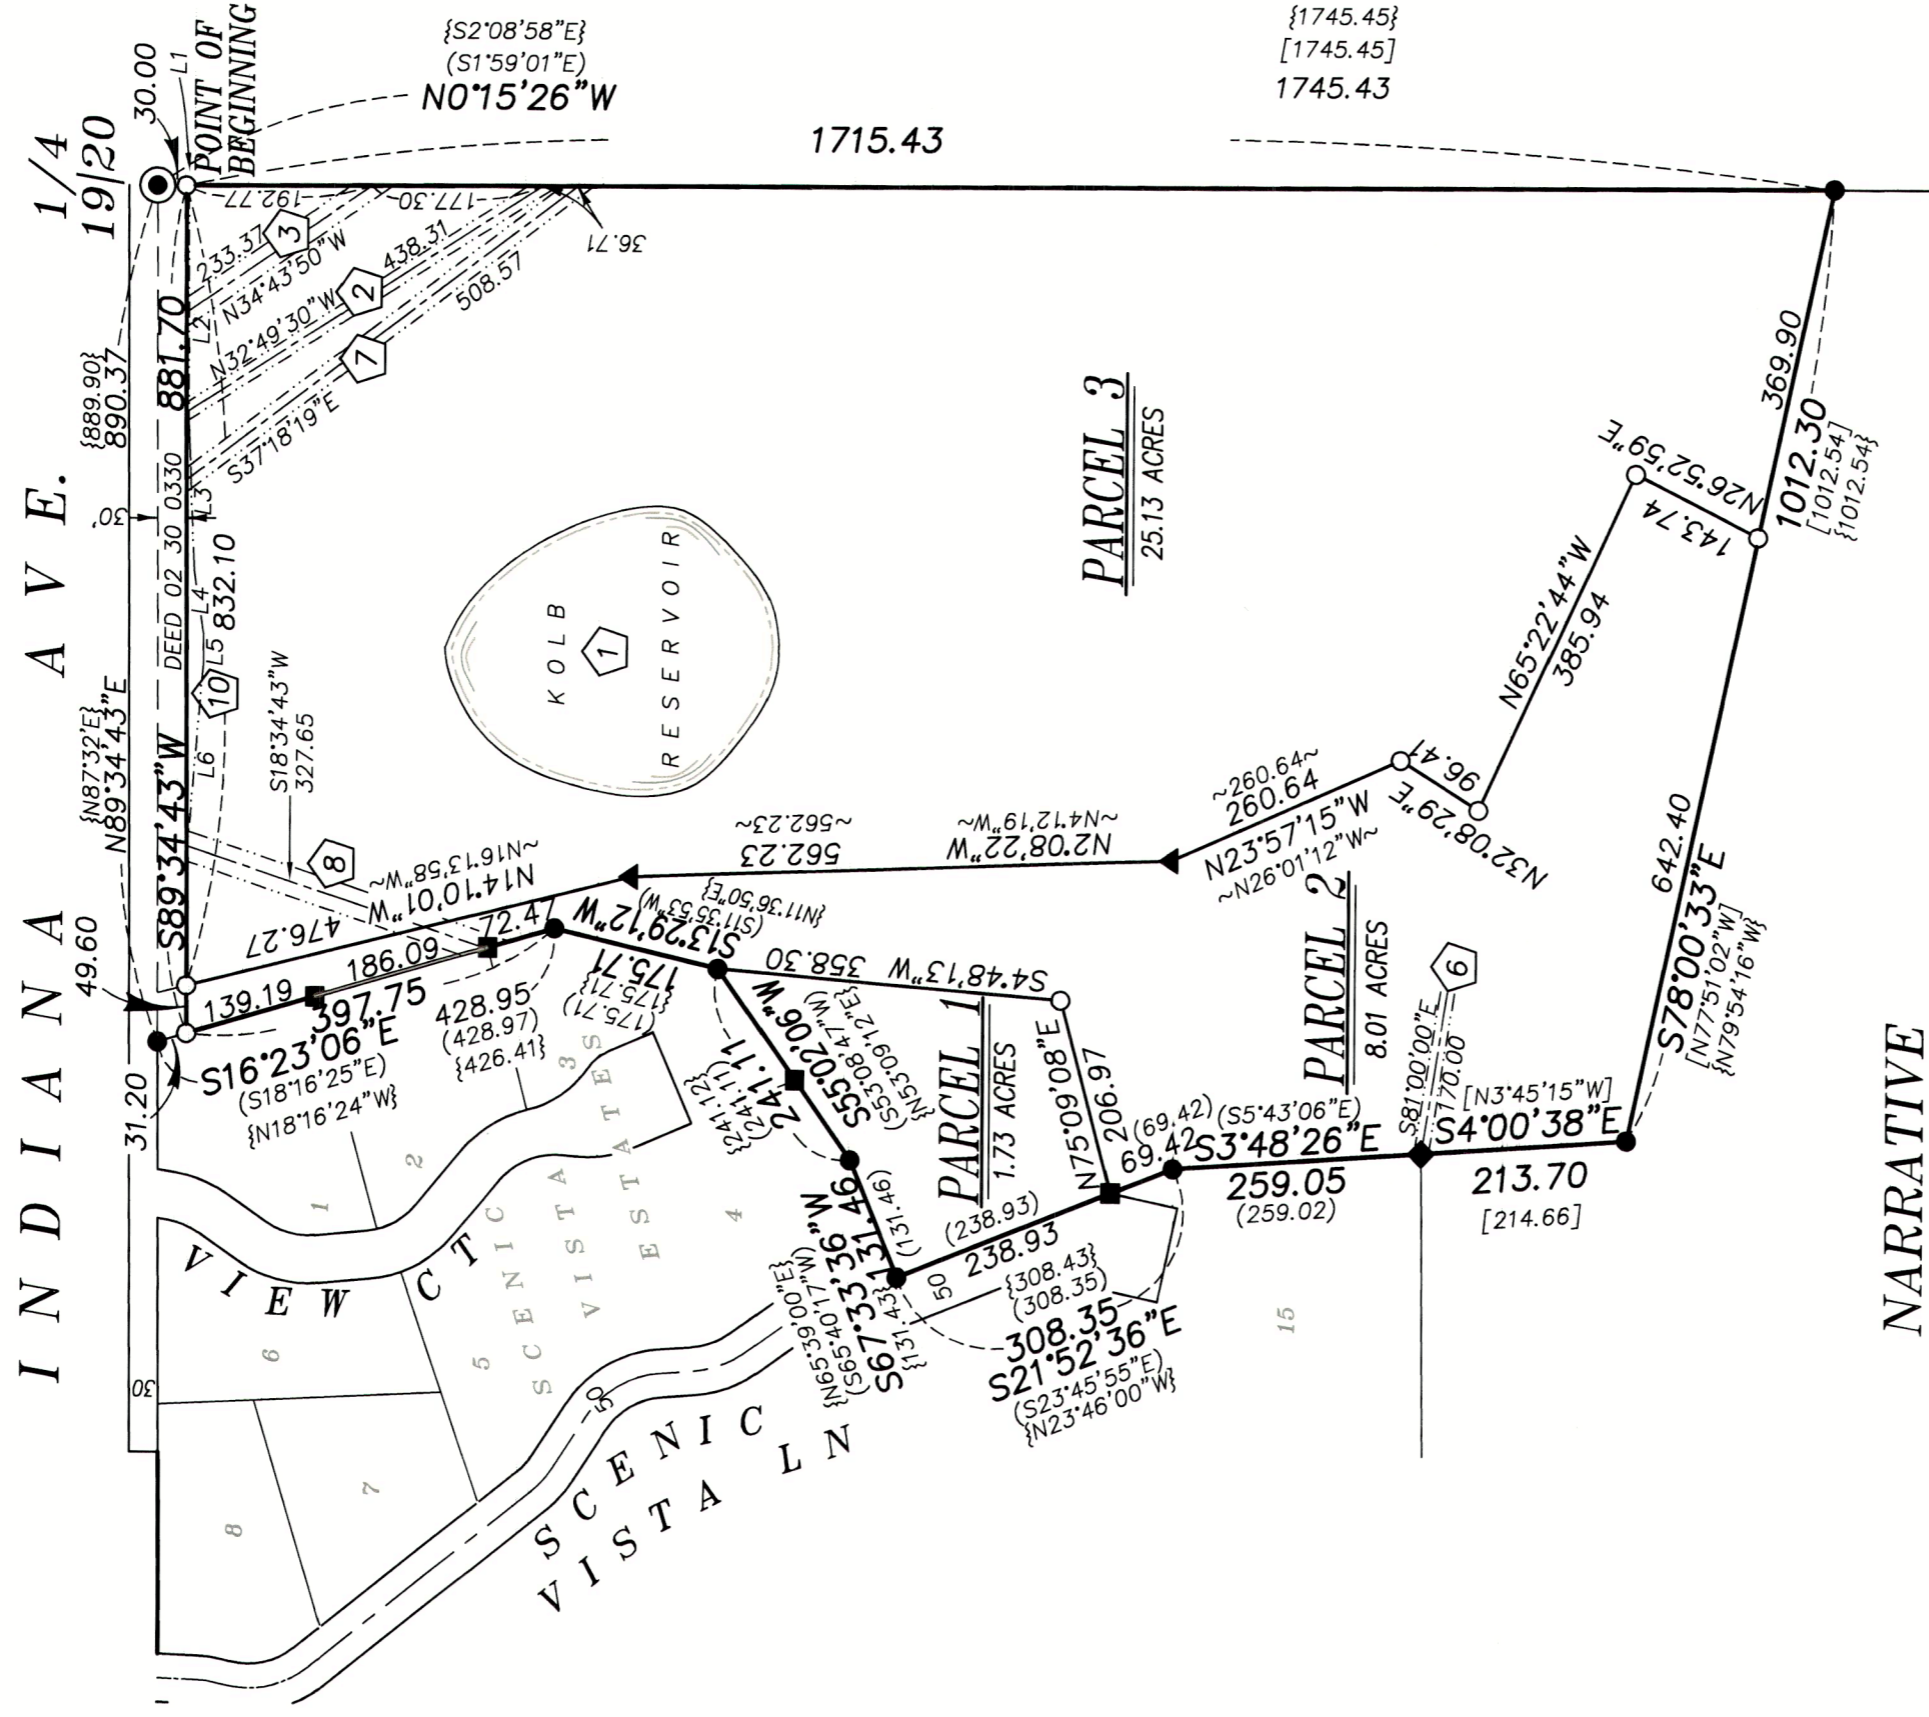 INDIANA AVE.
1/4
19|20
30.00
L1
POINT OF
BEGINNING
{S2°08'58"E}
(S1°59'01"E)
N0°15'26"W
1715.43
{1745.45}
[1745.45]
1745.43
192.77
177.30
36.71
233.37
3
N34°43'50"W
438.31
2
N32°49'30"W
508.57
7
S37°18'19"E
L2
L3
L4
L5
L6
{889.90}
890.37
881.70
DEED 02 30 0330
30'
832.10
10
{N87°32'E}
N89°34'43"E
S89°34'43"W
S18°34'43"W
327.65
8
49.60
31.20
KOLB
1
RESERVOIR
PARCEL 3
25.13 ACRES
369.90
1012.30
[1012.54]
{1012.54}
N26°52'59"E
143.74
N65°22'44"W
385.94
96.41
N32°08'29"E
~260.64~
260.64
N23°57'15"W
~N26°01'12"W~
642.40
S78°00'33"E
[N77°51'02"W]
{N79°54'16"W}
~562.23~
562.23
~N4°12'19"W~
N2°08'22"W
~N16°13'58"W~
N14°10'01"W
476.27
139.19
186.09
72.47
397.75
S16°23'06"E
(S18°16'25"E)
{N18°16'24"W}
428.95
(428.97)
{426.41}
S13°29'12"W
(S11°35'53"W)
{N11°36'50"E}
175.71
{175.71}
(175.71)
358.30
S4°48'13"W
S55°02'06"W
(S53°08'47"W)
{N53°09'12"E}
241.11
(241.11)
{241.12}
PARCEL 1
1.73 ACRES
N75°09'08"E
206.97
PARCEL 2
8.01 ACRES
6
S81°00'00"E
170.00
[N3°45'15"W]
S4°00'38"E
213.70
[214.66]
(69.42)
69.42
(S5°43'06"E)
S3°48'26"E
259.05
(259.02)
(238.93)
238.93
50
{308.43}
(308.35)
308.35
S21°52'36"E
(S23°45'55"E)
{N23°46'00"W}
131.46
(131.46)
{131.43}
S67°33'36"W
(S65°40'17"W)
{N65°39'00"E}
SCENIC
VISTA
ESTATES
1
2
3
4
5
6
7
8
15
30
50
VIEW CT
SCENIC
VISTA LN
NARRATIVE